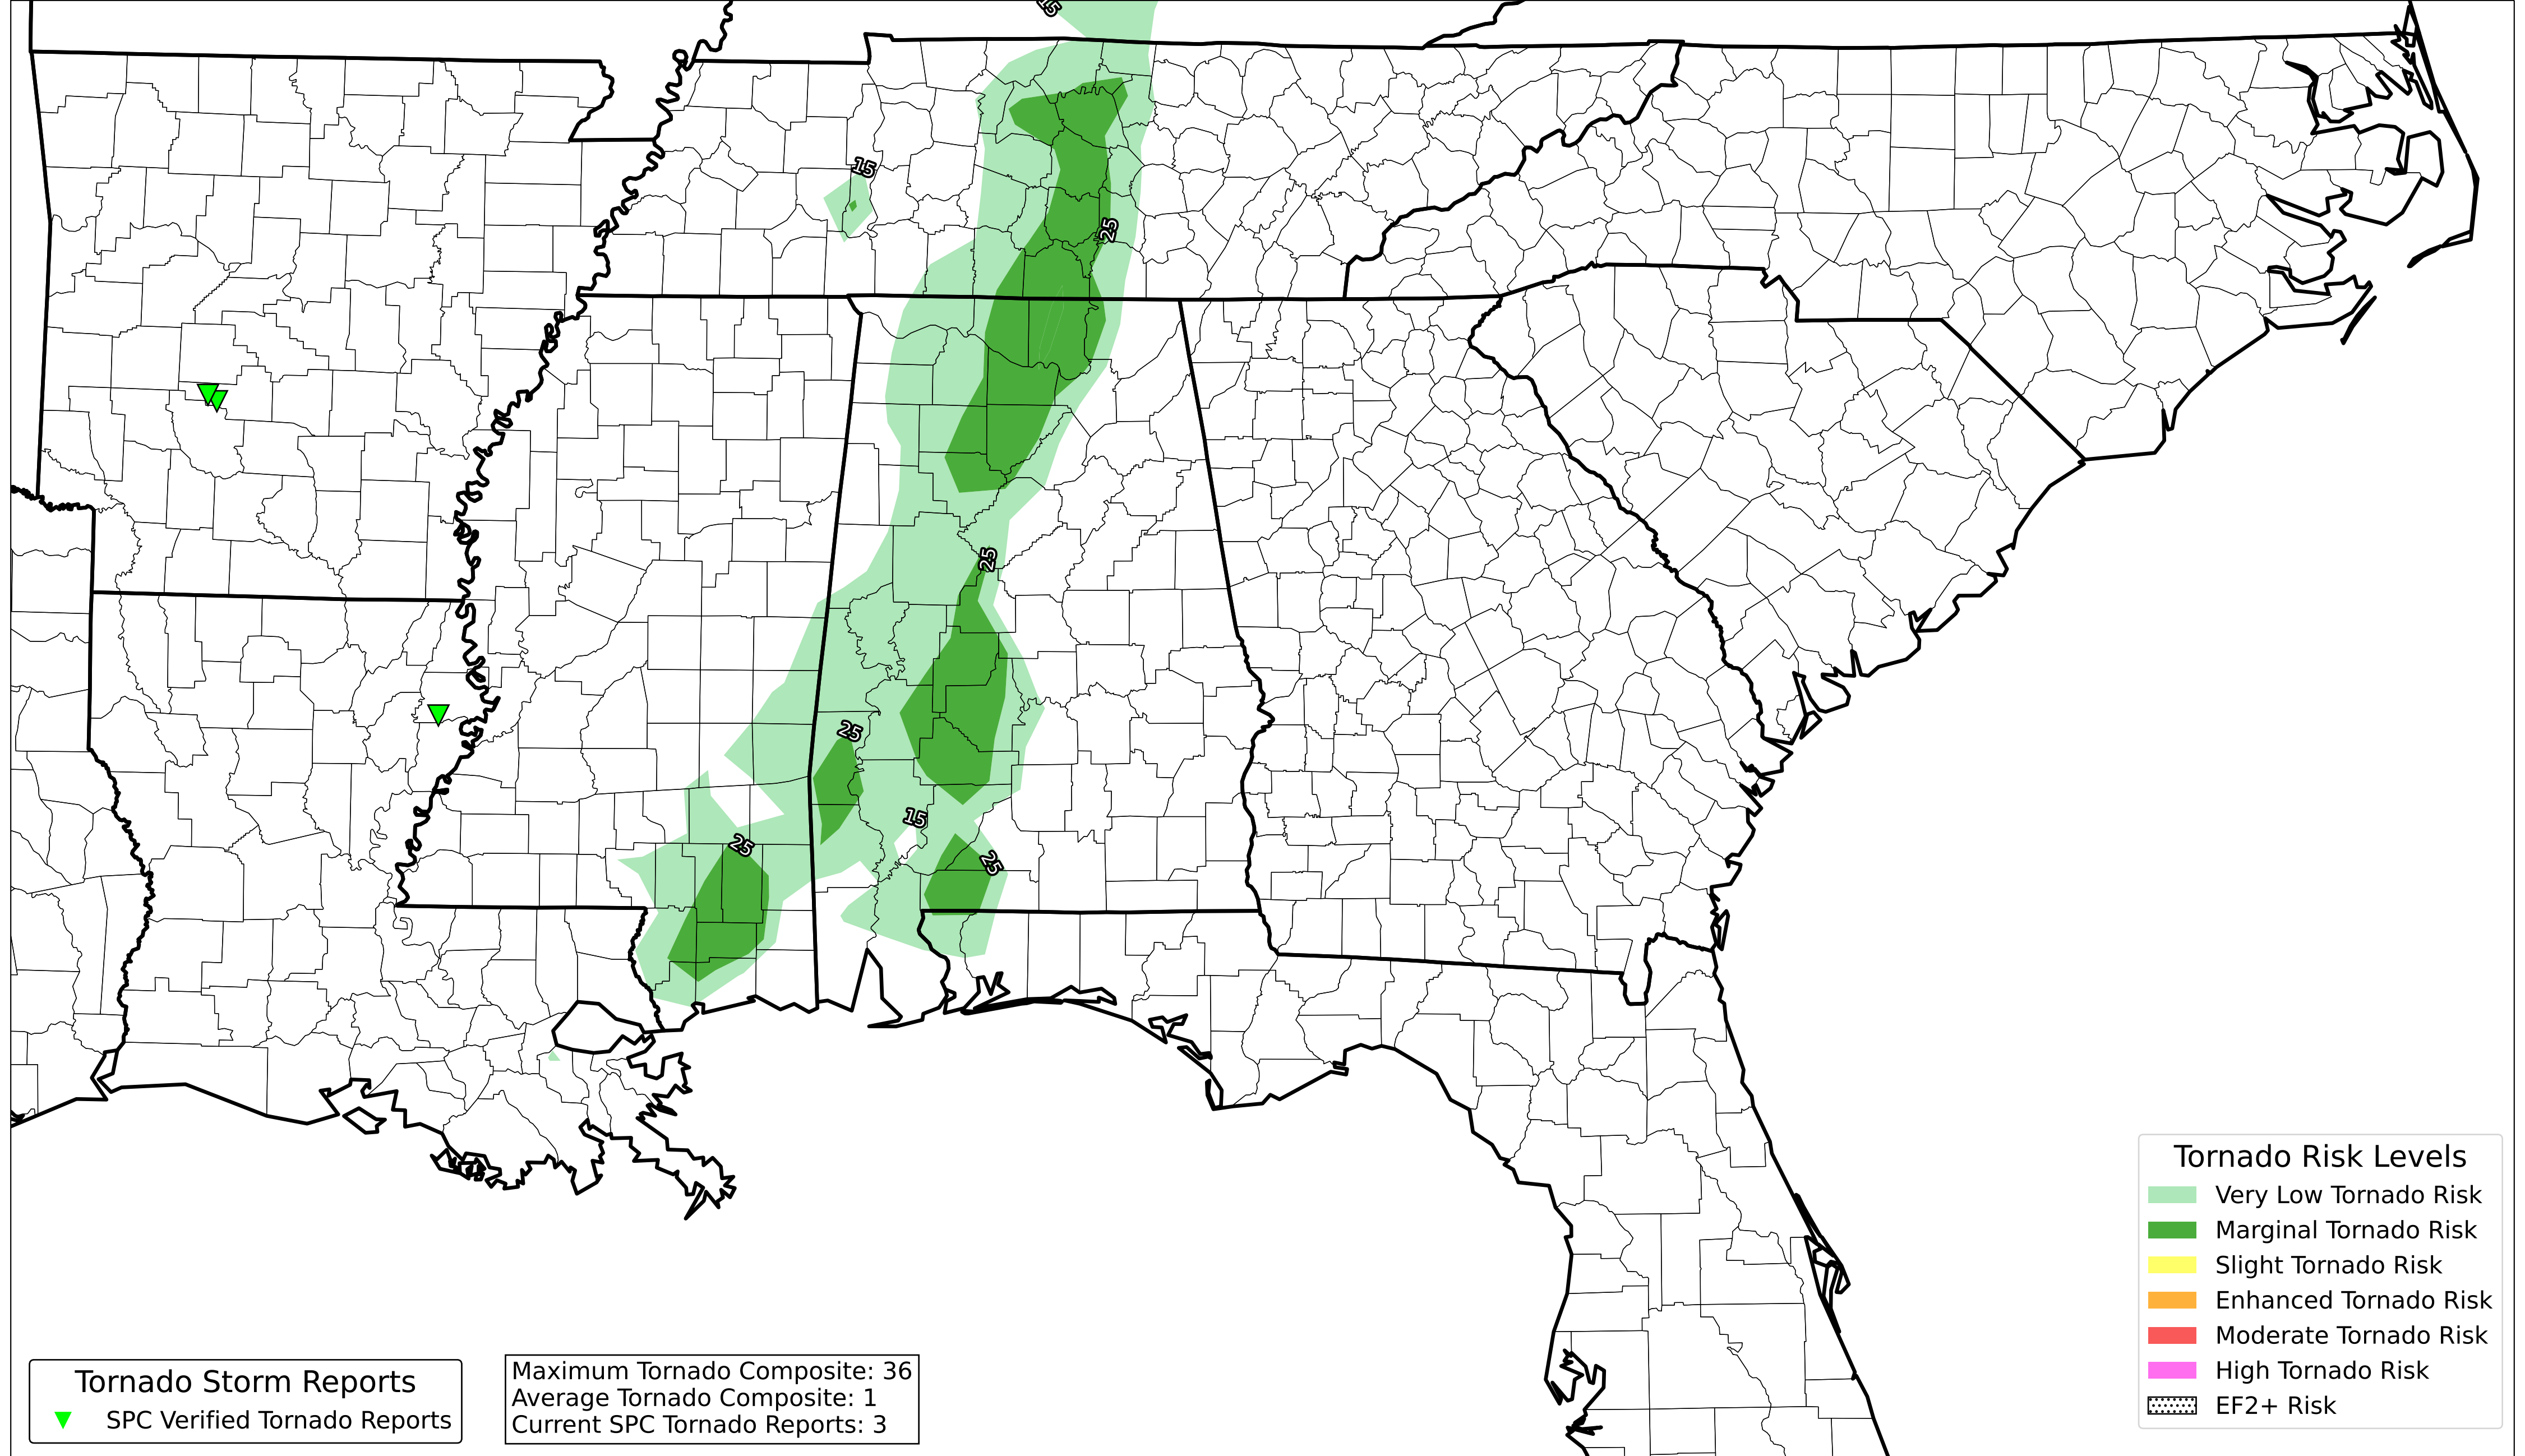 15
15
25
25
25
15
25
25
Tornado Risk Levels
Very Low Tornado Risk
Marginal Tornado Risk
Slight Tornado Risk
Enhanced Tornado Risk
Moderate Tornado Risk
High Tornado Risk
EF2+ Risk
Tornado Storm Reports
SPC Verified Tornado Reports
Maximum Tornado Composite: 36
Average Tornado Composite: 1
Current SPC Tornado Reports: 3